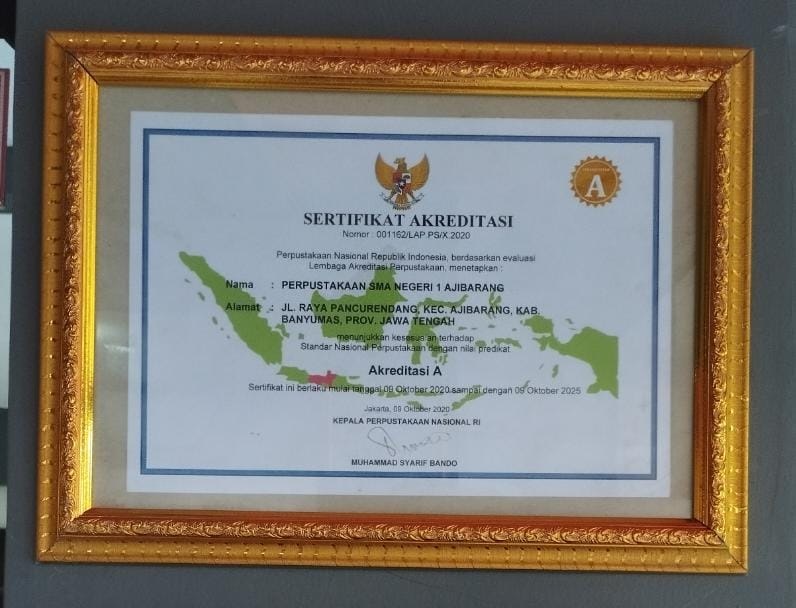 A
SERTIFIKAT AKREDITASI
Nomor : 001162/LAP.PS/X.2020
Perpustakaan Nasional Republik Indonesia, berdasarkan evaluasi
Lembaga Akreditasi Perpustakaan, menetapkan :
Nama : PERPUSTAKAAN SMA NEGERI 1 AJIBARANG
Alamat : JL. RAYA PANCURENDANG, KEC. AJIBARANG, KAB.
BANYUMAS, PROV. JAWA TENGAH
menunjukkan kesesuaian terhadap
Standar Nasional Perpustakaan dengan nilai predikat
Akreditasi A
Sertifikat ini berlaku mulai tanggal 09 Oktober 2020 sampai dengan 09 Oktober 2025
Jakarta, 09 Oktober 2020
KEPALA PERPUSTAKAAN NASIONAL RI
MUHAMMAD SYARIF BANDO